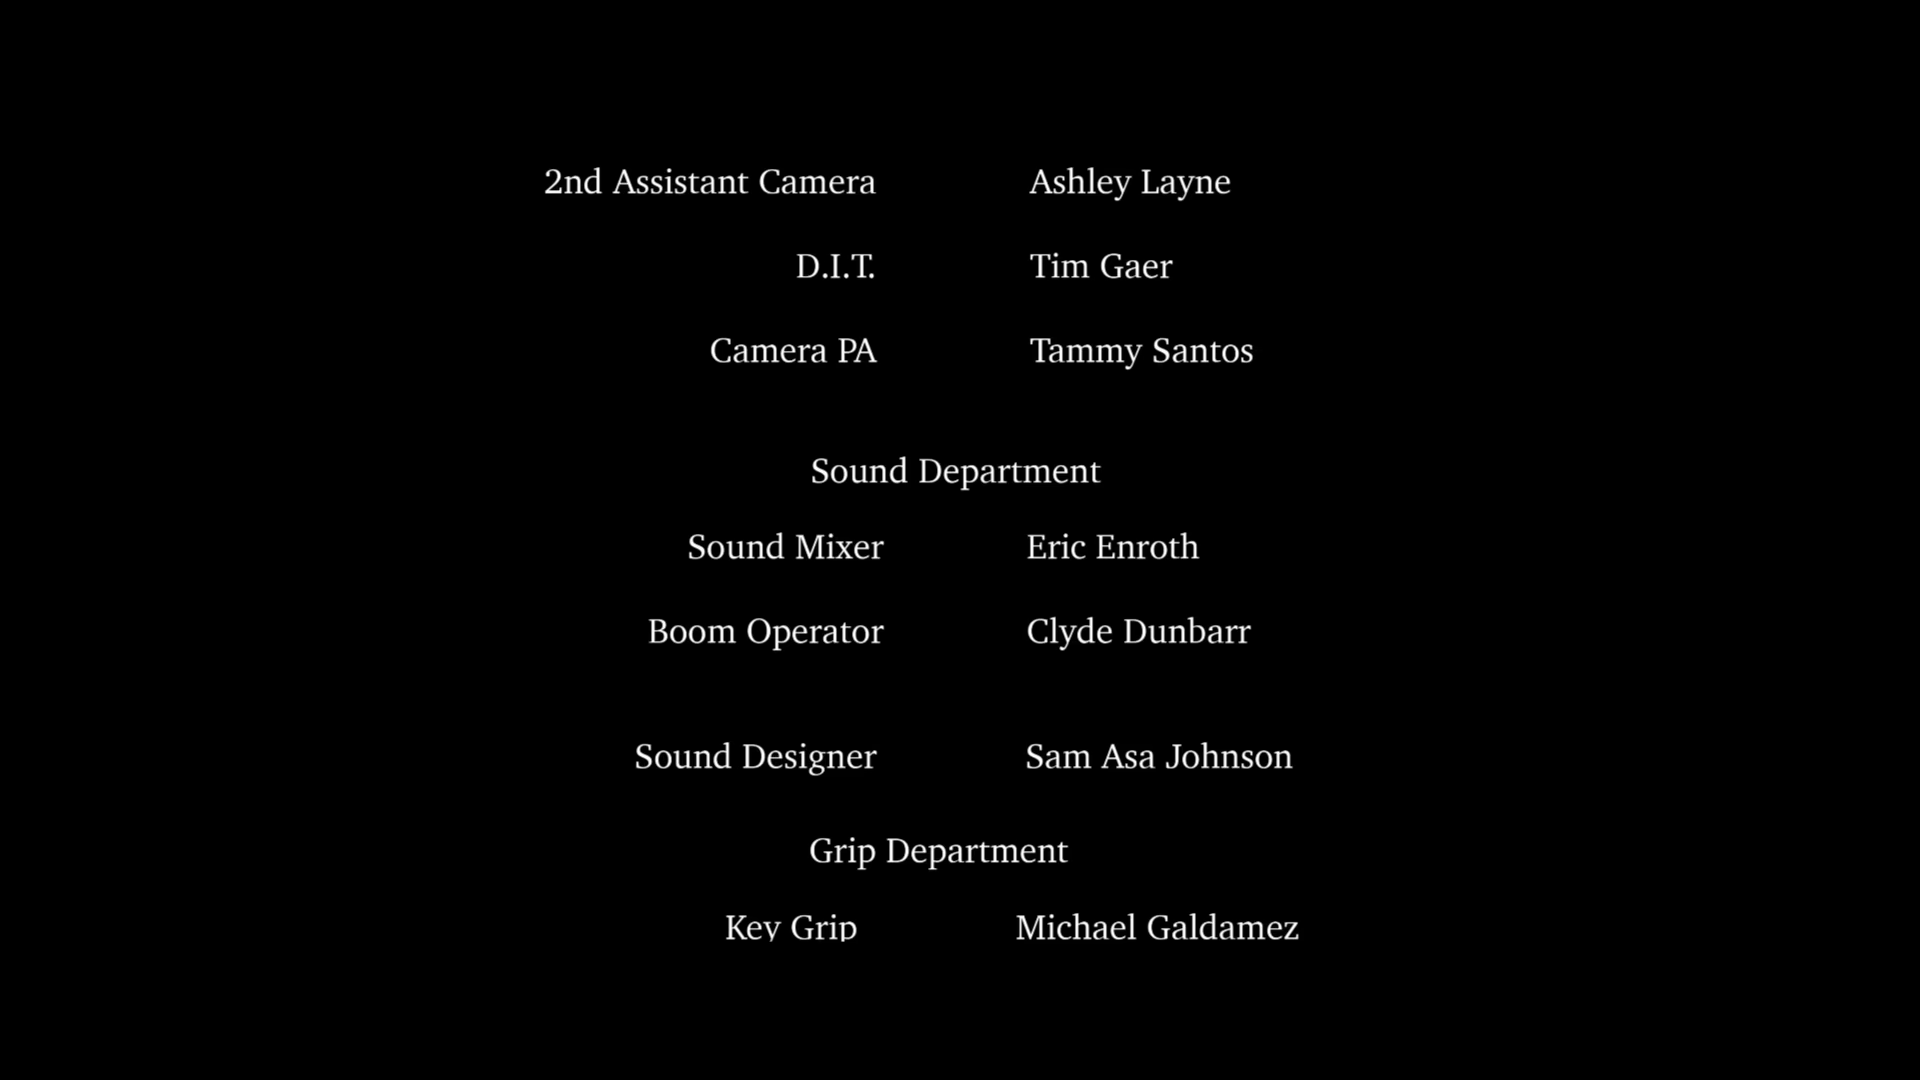 2nd Assistant Camera Ashley Layne
D.I.T. Tim Gaer
Camera PA Tammy Santos
Sound Department
Sound Mixer Eric Enroth
Boom Operator Clyde Dunbarr
Sound Designer Sam Asa Johnson
Grip Department
Key Grip Michael Galdamez